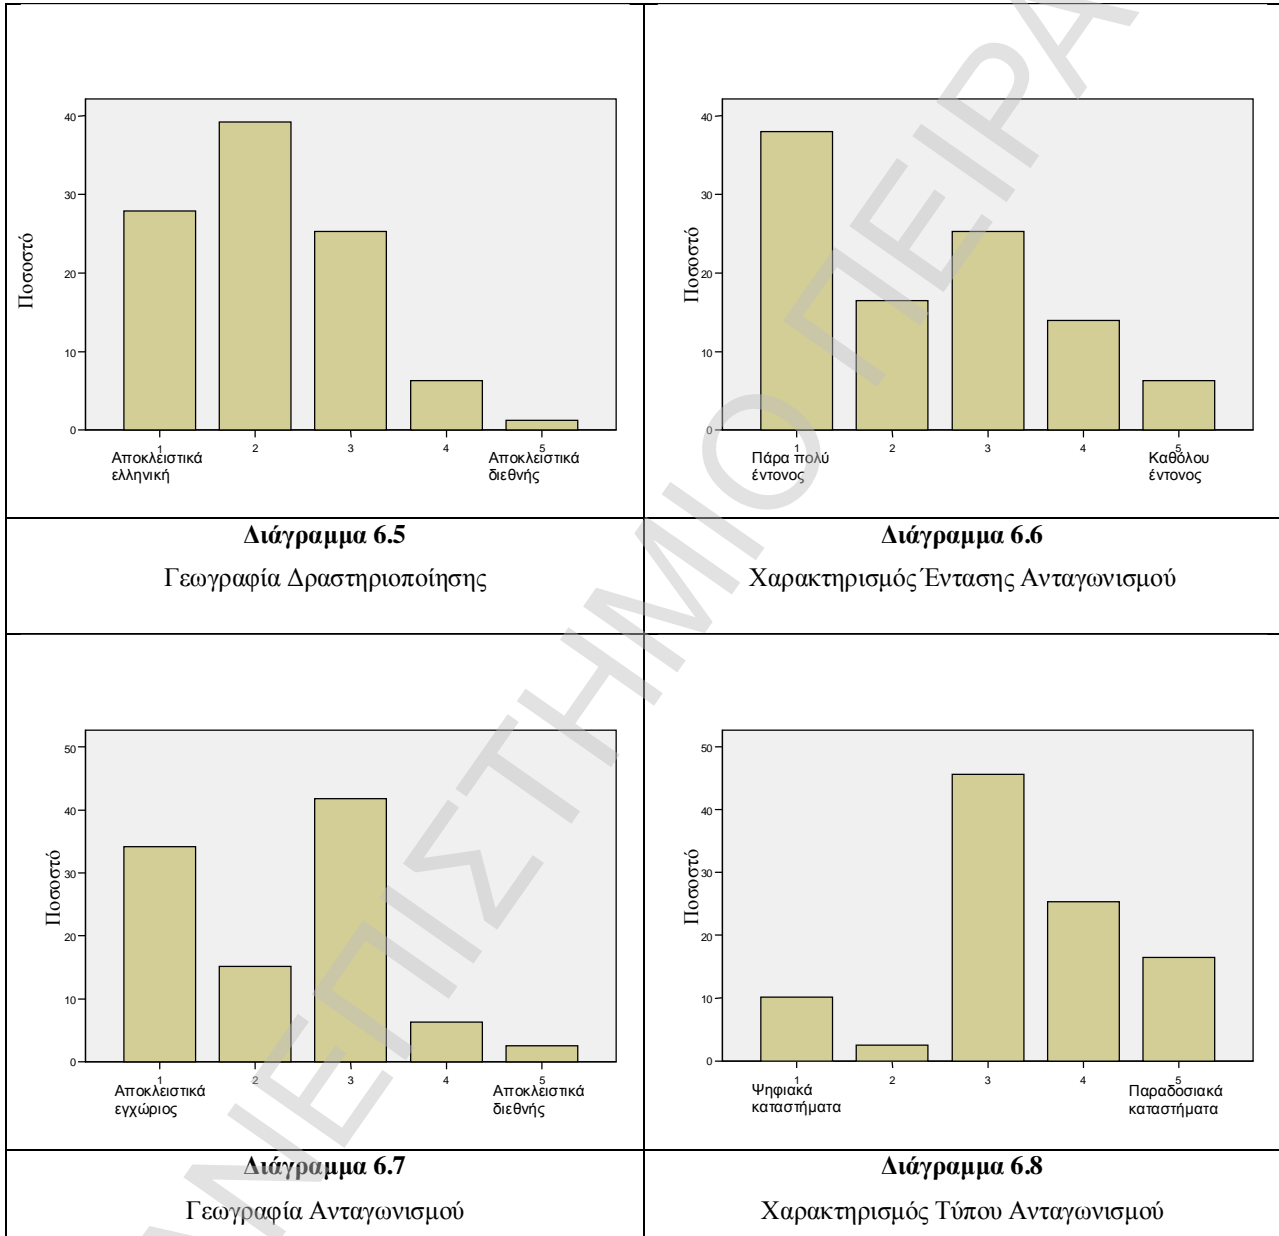 40
30
20
10
0
Ποσοστό
1
2
3
4
5
Αποκλειστικά
ελληνική
Αποκλειστικά
διεθνής
Διάγραμμα 6.5
Γεωγραφία Δραστηριοποίησης
40
30
20
10
0
Ποσοστό
1
2
3
4
5
Πάρα πολύ
έντονος
Καθόλου
έντονος
Διάγραμμα 6.6
Χαρακτηρισμός Έντασης Ανταγωνισμού
50
40
30
20
10
0
Ποσοστό
1
2
3
4
5
Αποκλειστικά
εγχώριος
Αποκλειστικά
διεθνής
Διάγραμμα 6.7
Γεωγραφία Ανταγωνισμού
50
40
30
20
10
0
Ποσοστό
1
2
3
4
5
Ψηφιακά
καταστήματα
Παραδοσιακά
καταστήματα
Διάγραμμα 6.8
Χαρακτηρισμός Τύπου Ανταγωνισμού
ΑΝΕΠΙΣΤΗΜΙΟ ΠΕΙΡΑ